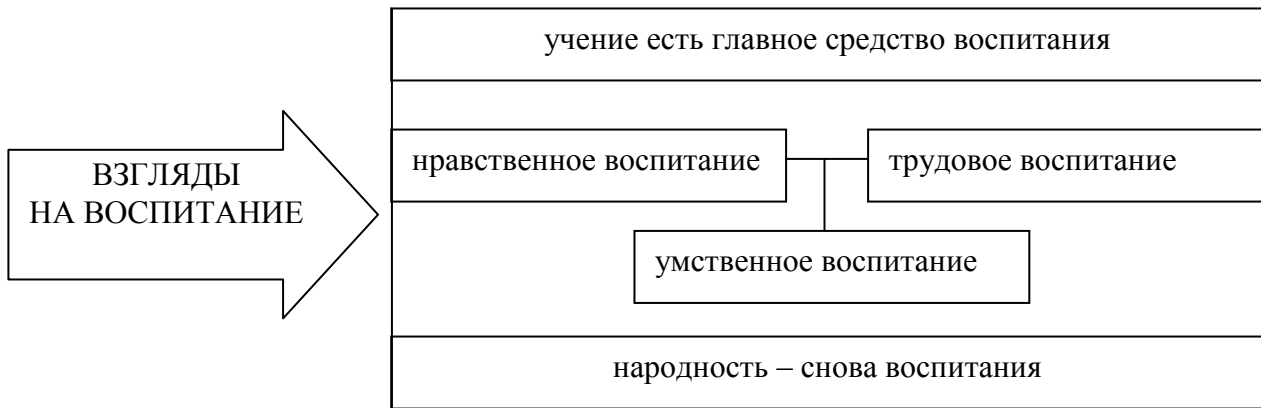 учение есть главное средство воспитания
ВЗГЛЯДЫ
НА ВОСПИТАНИЕ
нравственное воспитание
трудовое воспитание
умственное воспитание
народность – снова воспитания